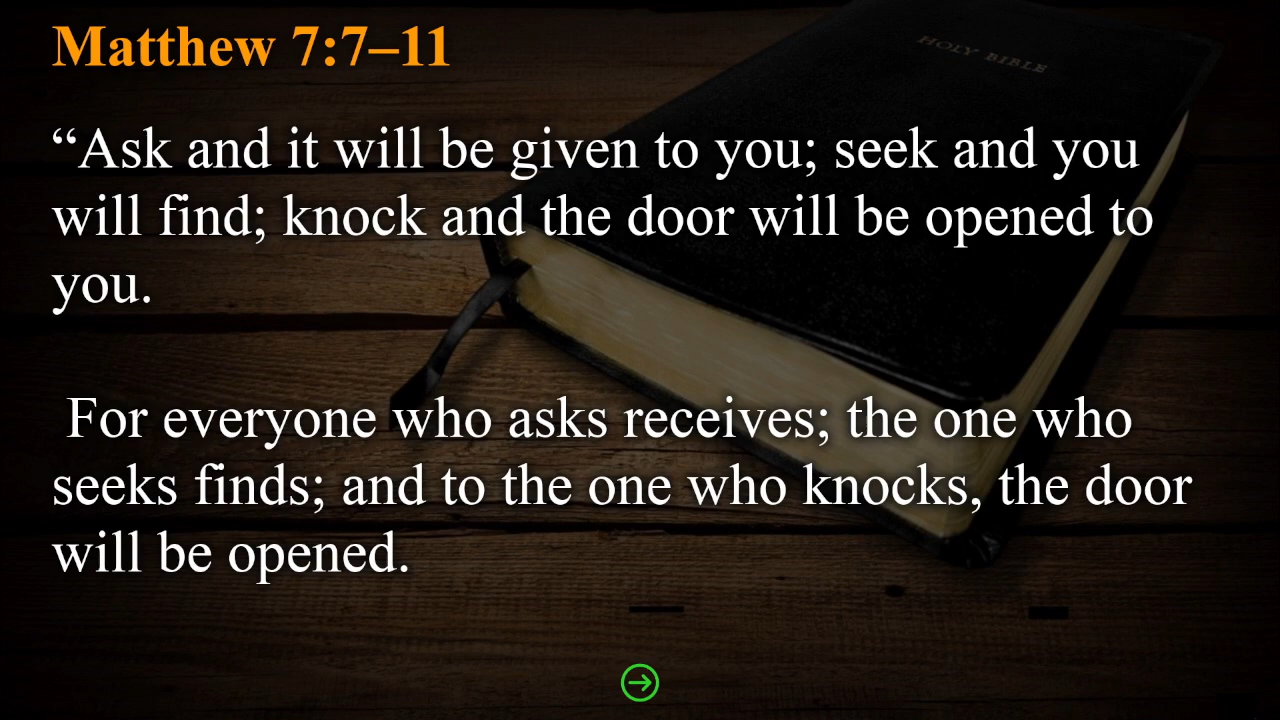 Matthew 7:7–11
HOLY BIBLE
“Ask and it will be given to you; seek and you
will find; knock and the door will be opened to
you.
For everyone who asks receives; the one who
seeks finds; and to the one who knocks, the door
will be opened.